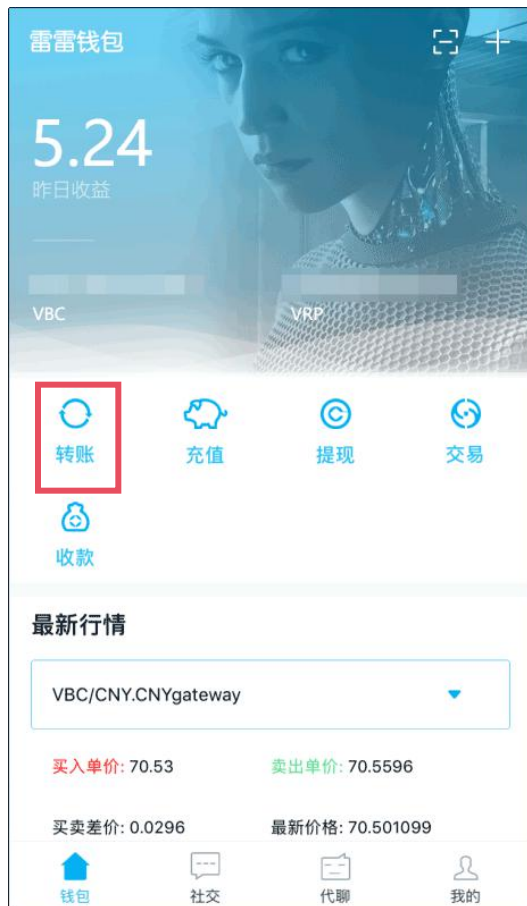 雷雷钱包
5.24
昨日收益
VBC VRP
转账 充值 提现 交易
收款
最新行情
VBC/CNY.CNYgateway
买入单价: 70.53 卖出单价: 70.5596
买卖差价: 0.0296 最新价格: 70.501099
钱包 社交 代聊 我的